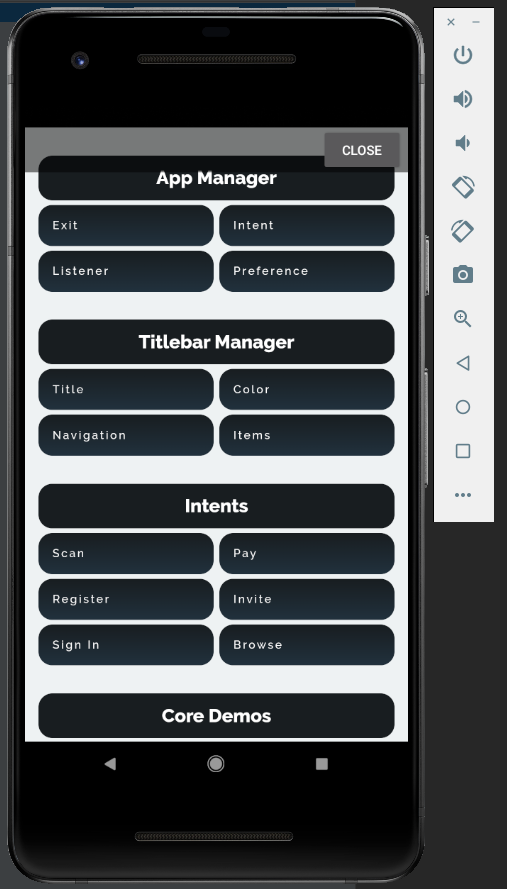 CLOSE
App Manager
Exit Intent
Listener Preference
Titlebar Manager
Title Color
Navigation Items
Intents
Scan Pay
Register Invite
Sign In Browse
Core Demos